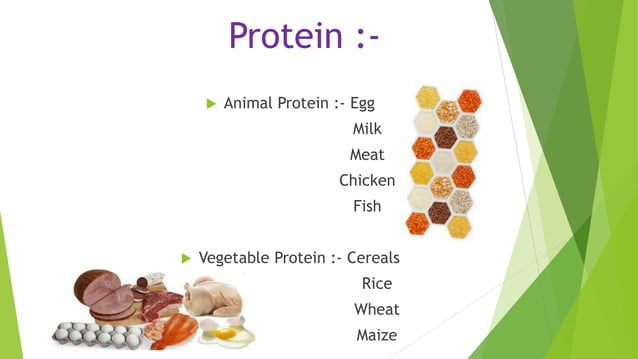 Protein :-
Animal Protein :- Egg
Milk
Meat
Chicken
Fish
Vegetable Protein :- Cereals
Rice
Wheat
Maize